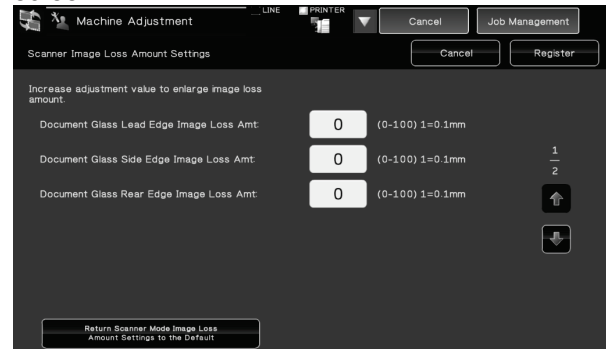 LINE
PRINTER
Machine Adjustment
Cancel
Job Management
Scanner Image Loss Amount Settings
Cancel
Register
Increase adjustment value to enlarge image loss
amount.
Document Glass Lead Edge Image Loss Amt:
0
(0-100) 1=0.1mm
Document Glass Side Edge Image Loss Amt:
0
(0-100) 1=0.1mm
Document Glass Rear Edge Image Loss Amt:
0
(0-100) 1=0.1mm
1
2
Return Scanner Mode Image Loss
Amount Settings to the Default